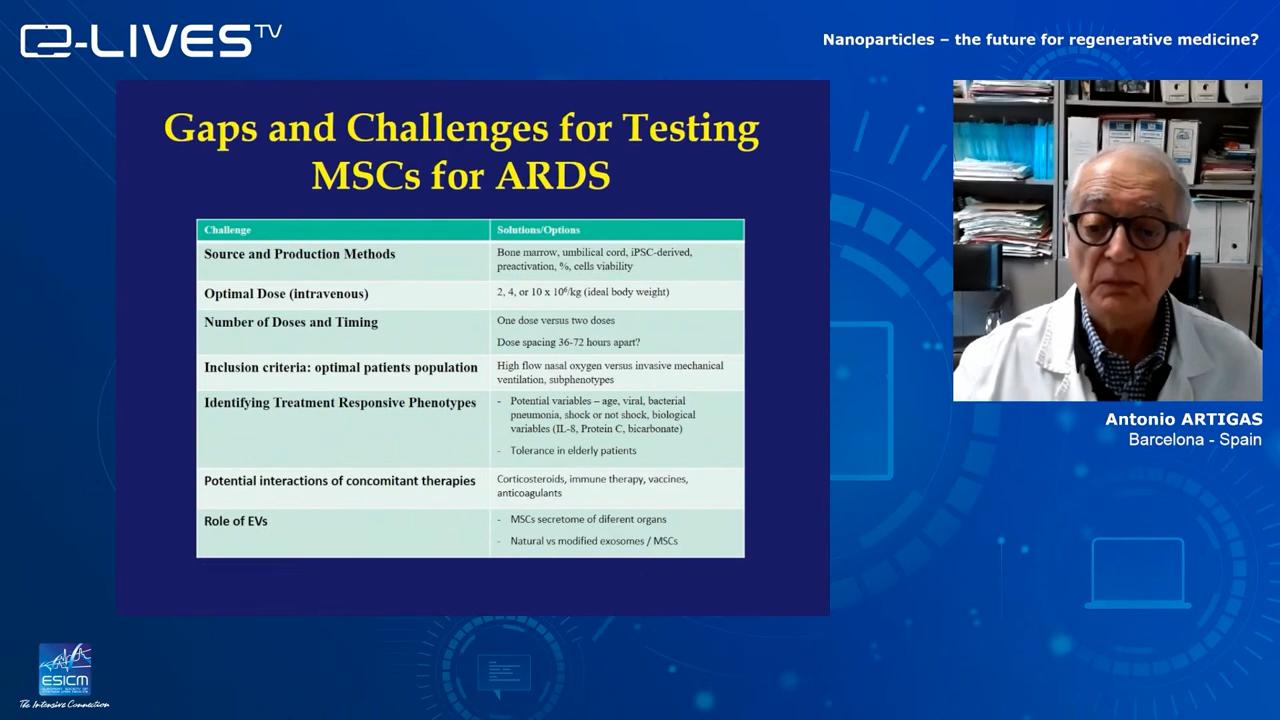 e-LIVES TV
Nanoparticles – the future for regenerative medicine?
Gaps and Challenges for Testing
MSCs for ARDS
Challenge
Solutions/Options
Source and Production Methods
Bone marrow, umbilical cord, iPSC-derived,
preactivation, %, cells viability
Optimal Dose (intravenous)
2, 4, or 10 x 10⁶/kg (ideal body weight)
Number of Doses and Timing
One dose versus two doses
Dose spacing 36-72 hours apart?
Inclusion criteria: optimal patients population
High flow nasal oxygen versus invasive mechanical
ventilation, subphenotypes
Identifying Treatment Responsive Phenotypes
- Potential variables – age, viral, bacterial
pneumonia, shock or not shock, biological
variables (IL-8, Protein C, bicarbonate)
- Tolerance in elderly patients
Potential interactions of concomitant therapies
Corticosteroids, immune therapy, vaccines,
anticoagulants
Role of EVs
- MSCs secretome of diferent organs
- Natural vs modified exosomes / MSCs
Antonio ARTIGAS
Barcelona - Spain
ESICM
The Intensive Connection